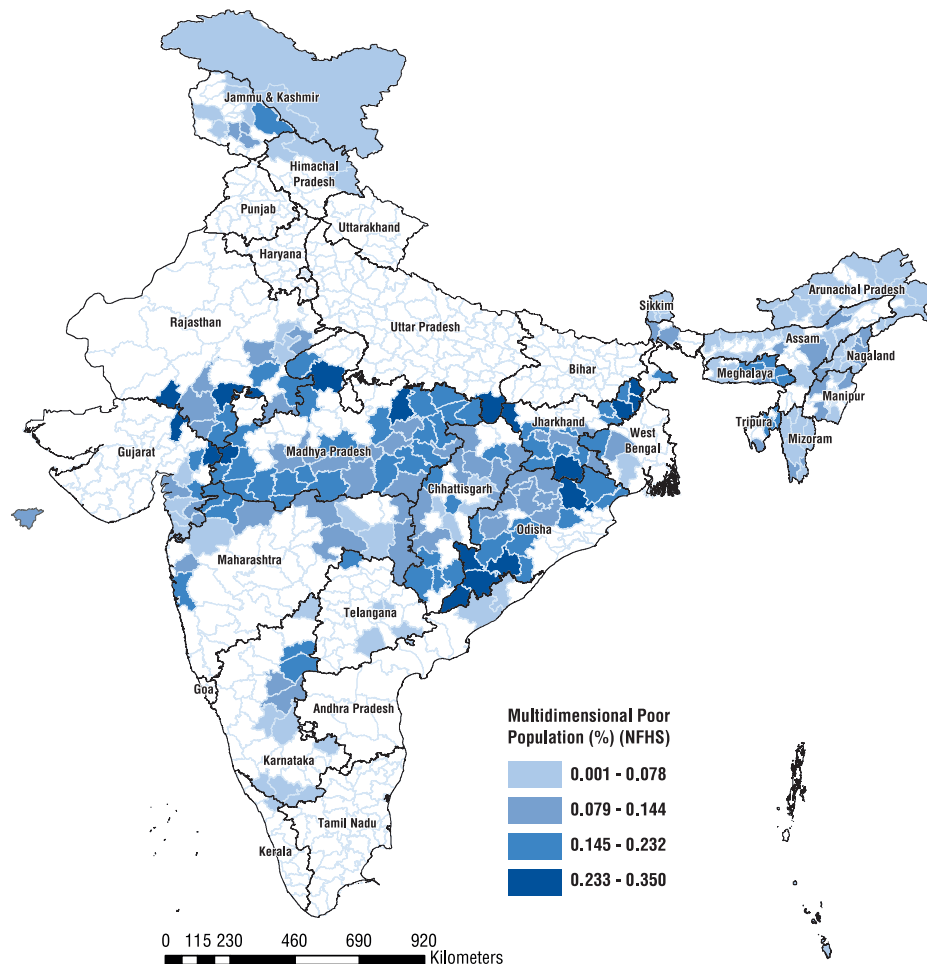 Jammu & Kashmir
Himachal
Pradesh
Punjab
Uttarakhand
Haryana
Rajasthan
Uttar Pradesh
Sikkim
Arunachal Pradesh
Assam
Nagaland
Bihar
Meghalaya
Manipur
Tripura
Mizoram
Jharkhand
West
Bengal
Gujarat
Madhya Pradesh
Chhattisgarh
Odisha
Maharashtra
Telangana
Goa
Andhra Pradesh
Karnataka
Tamil Nadu
Kerala
Multidimensional Poor
Population (%) (NFHS)
0.001 - 0.078
0.079 - 0.144
0.145 - 0.232
0.233 - 0.350
0 115 230 460 690 920
Kilometers